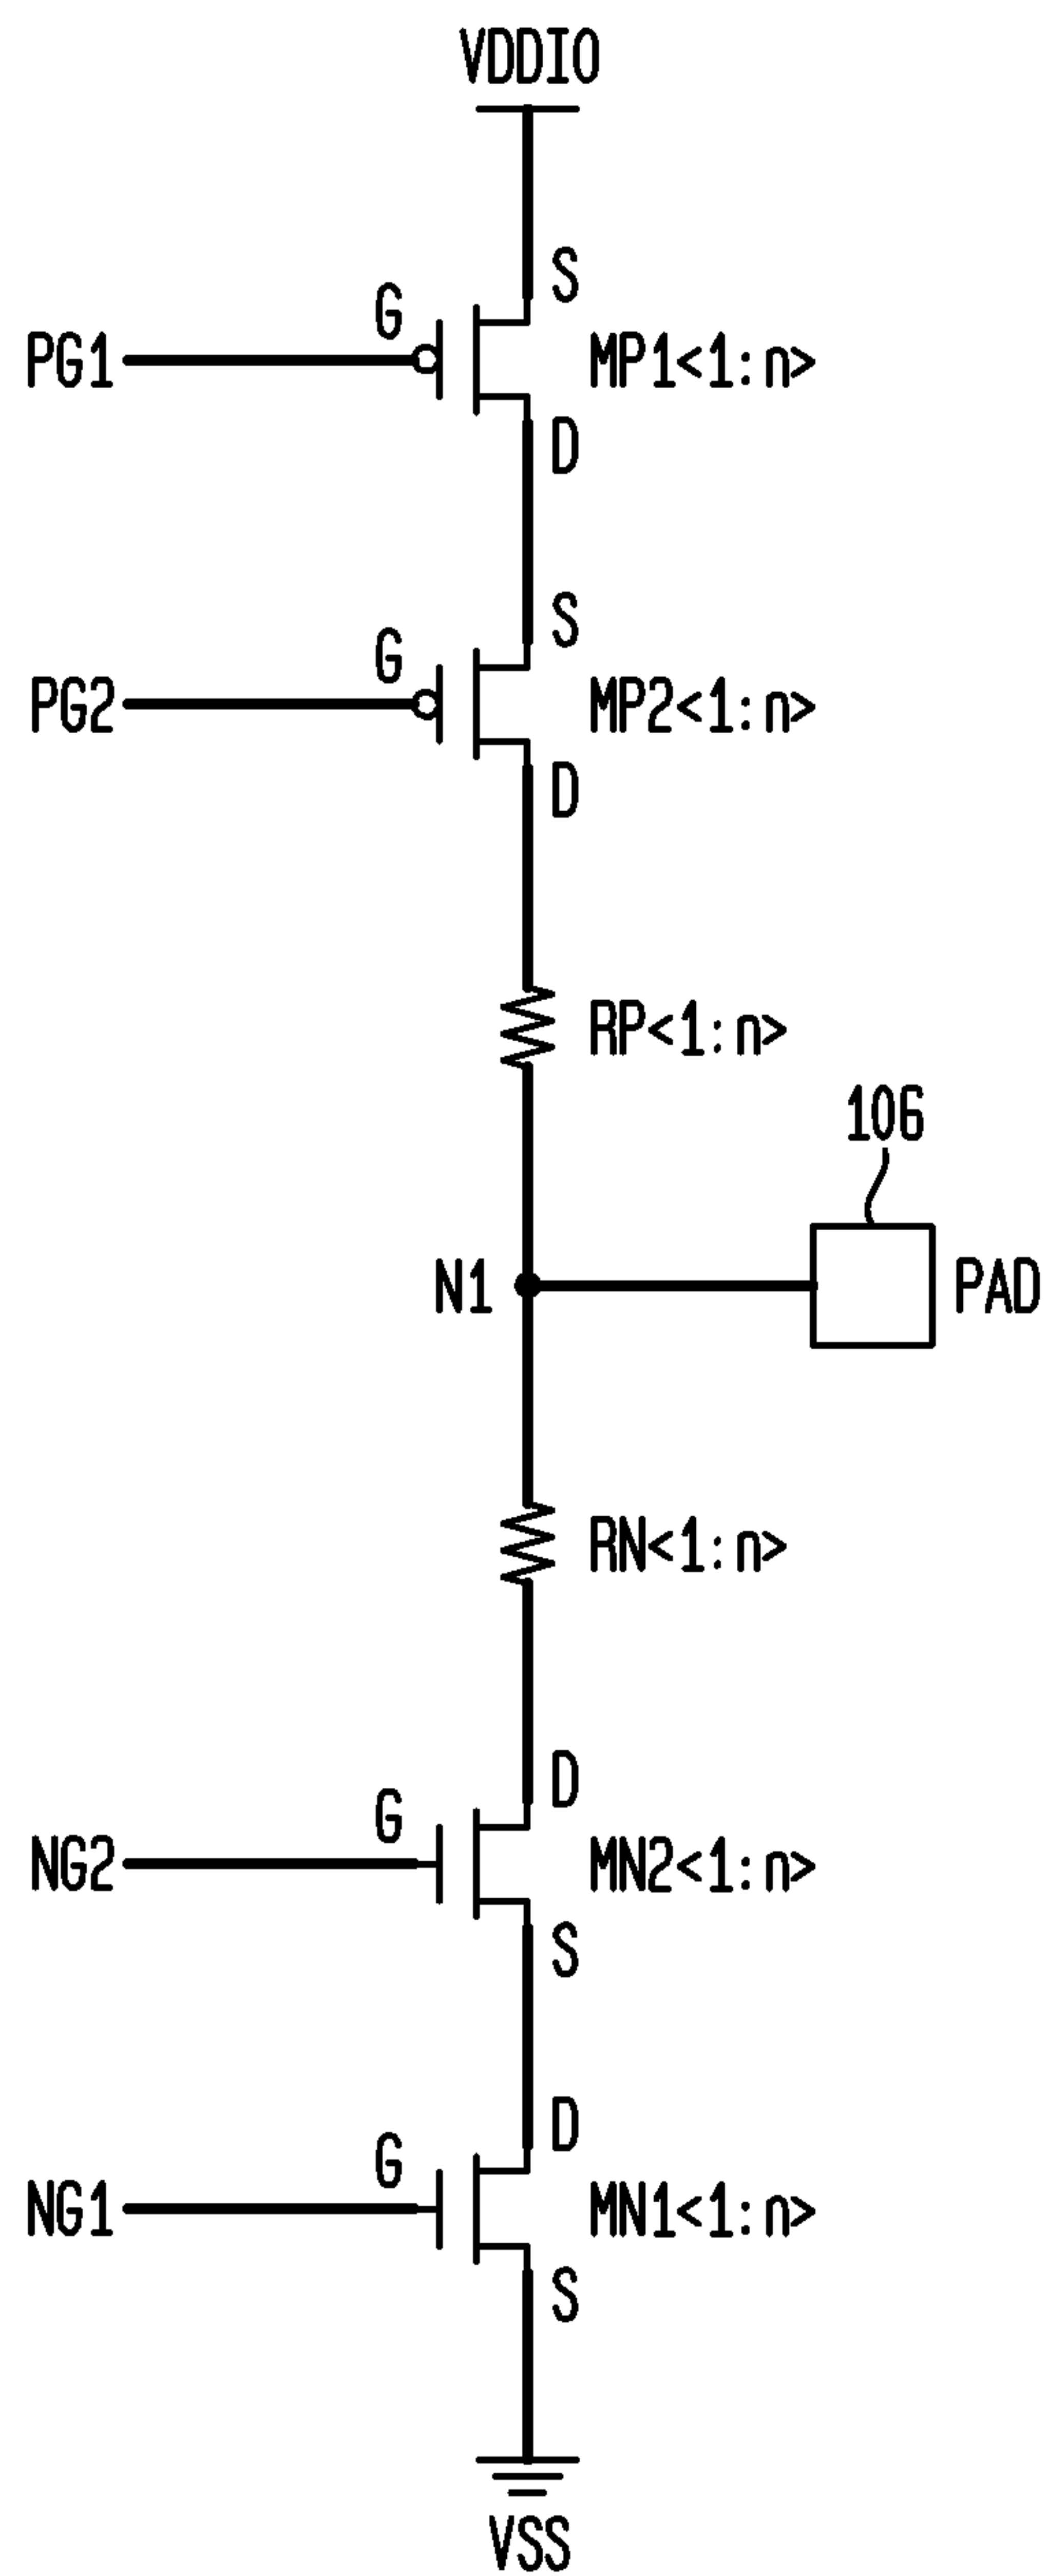 VDDIO
S
G
PG1
MP1<1:n>
D
S
G
PG2
MP2<1:n>
D
RP<1:n>
106
N1
PAD
RN<1:n>
D
G
NG2
MN2<1:n>
S
D
G
NG1
MN1<1:n>
S
VSS